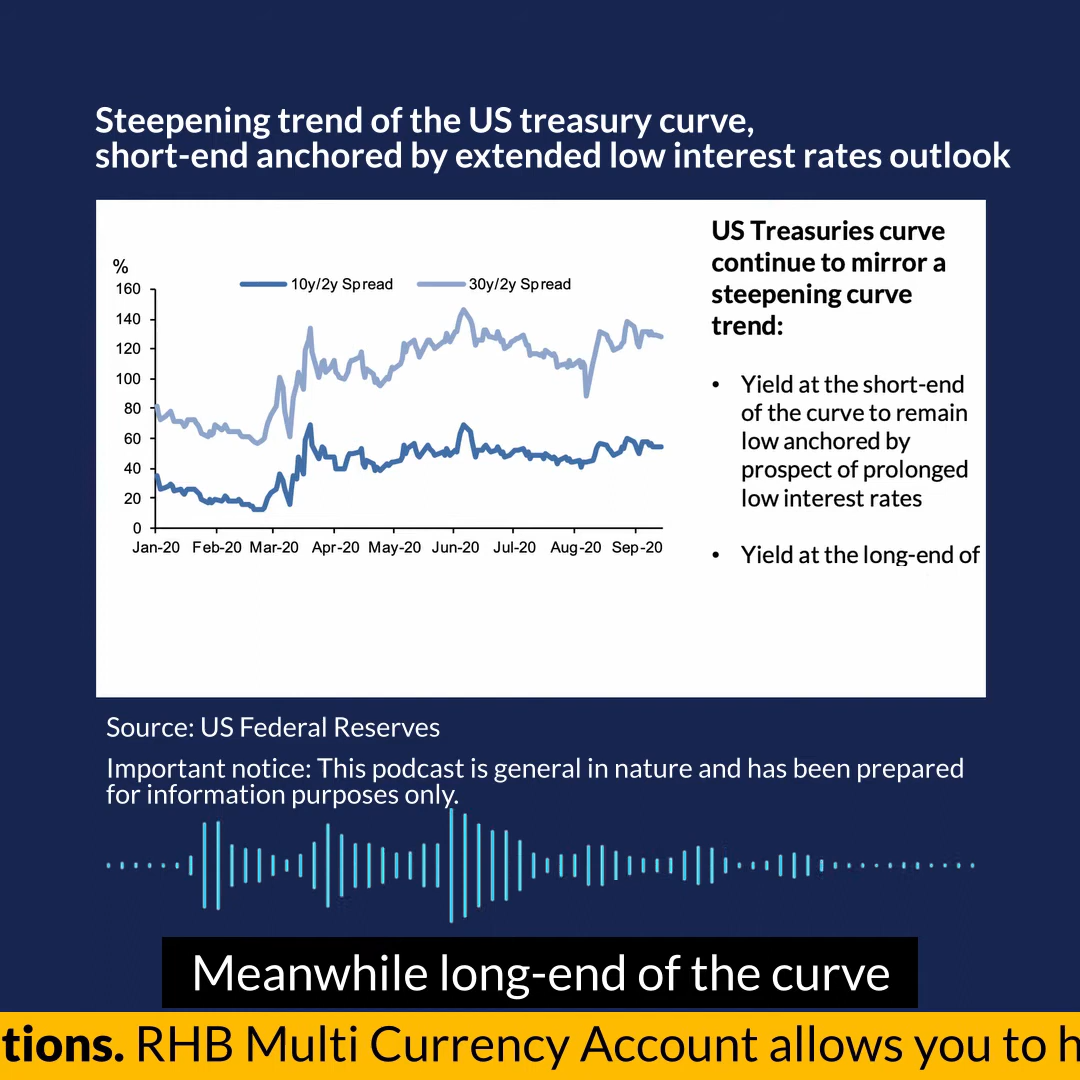 Steepening trend of the US treasury curve,
short-end anchored by extended low interest rates outlook
%
160
140
120
100
80
60
40
20
0
10y/2y Spread
30y/2y Spread
Jan-20 Feb-20 Mar-20 Apr-20 May-20 Jun-20 Jul-20 Aug-20 Sep-20
US Treasuries curve
continue to mirror a
steepening curve
trend:
• Yield at the short-end
of the curve to remain
low anchored by
prospect of prolonged
low interest rates
• Yield at the long-end of
Source: US Federal Reserves
Important notice: This podcast is general in nature and has been prepared
for information purposes only.
Meanwhile long-end of the curve
tions. RHB Multi Currency Account allows you to h